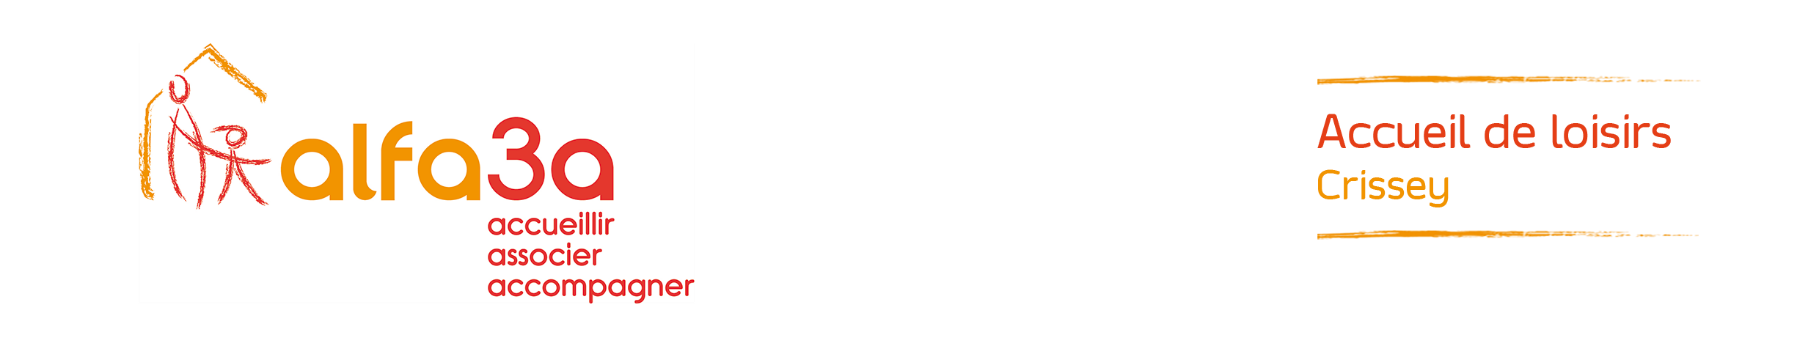 alfa3a
accueillir
associer
accompagner
Accueil de loisirs
Crissey